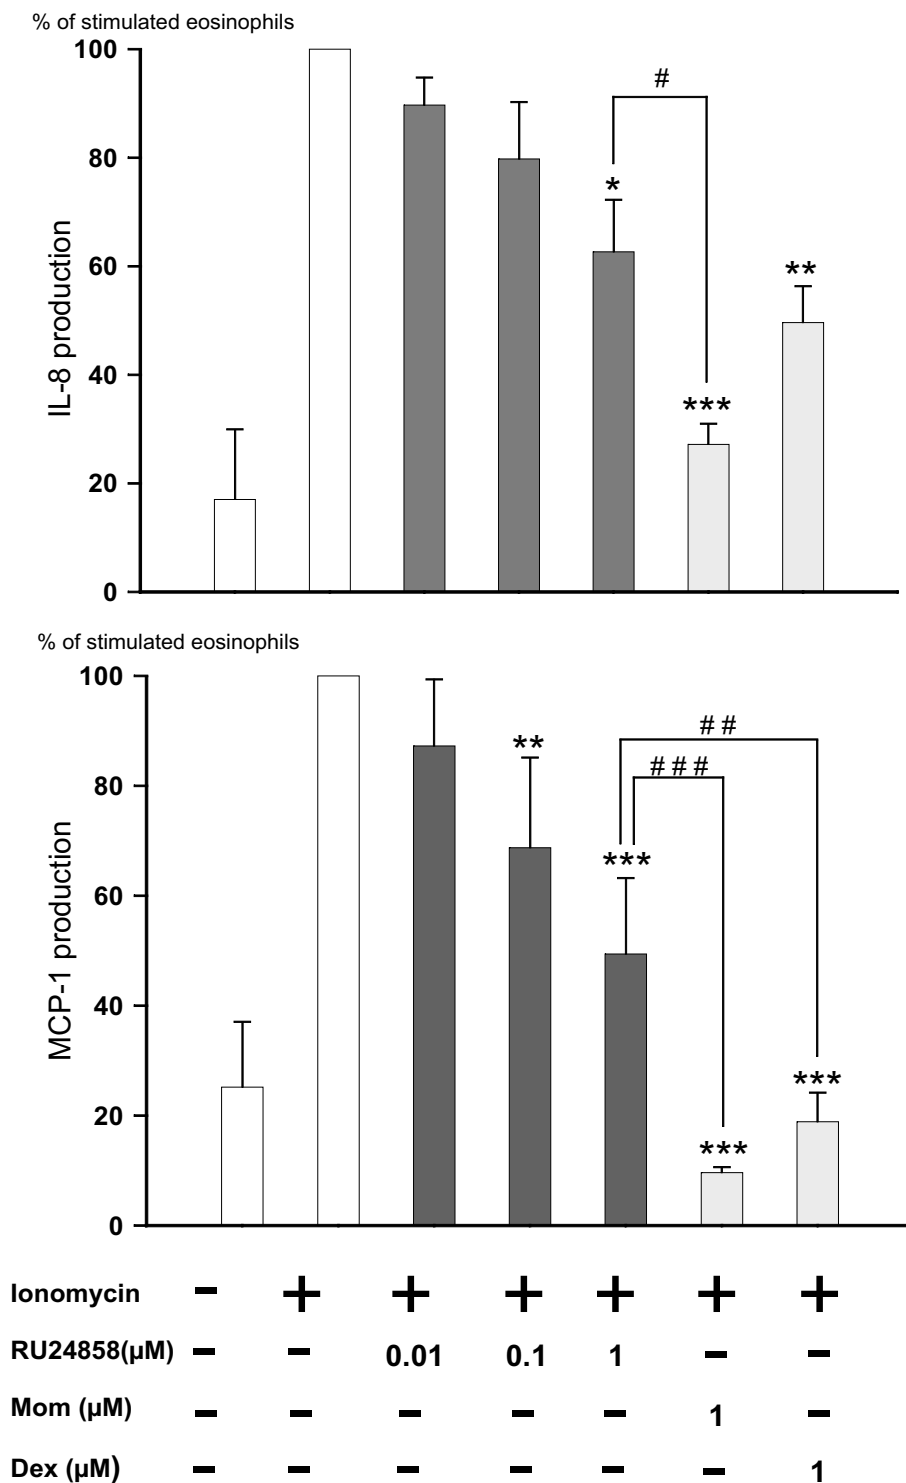 % of stimulated eosinophils
100
#
80
*
IL-8 production
60
**
40
***
20
0
% of stimulated eosinophils
100
##
**
###
80
***
MCP-1 production
60
40
***
20
***
0
Ionomycin - + + + + + +
RU24858(µM) - - 0.01 0.1 1 - -
Mom (µM) - - - - - 1 -
Dex (µM) - - - - - - 1